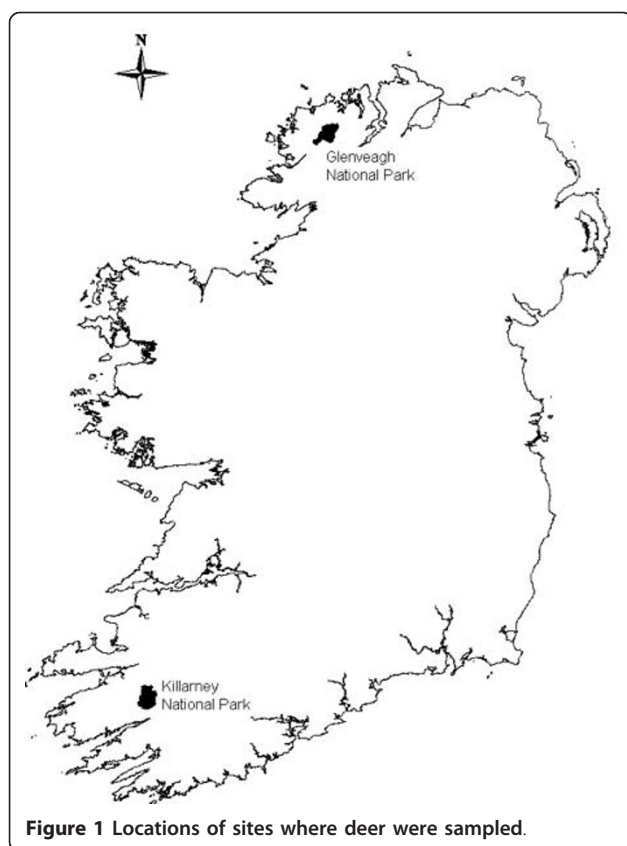 N
Glenveagh
National Park
Killarney
National Park
Figure 1 Locations of sites where deer were sampled.